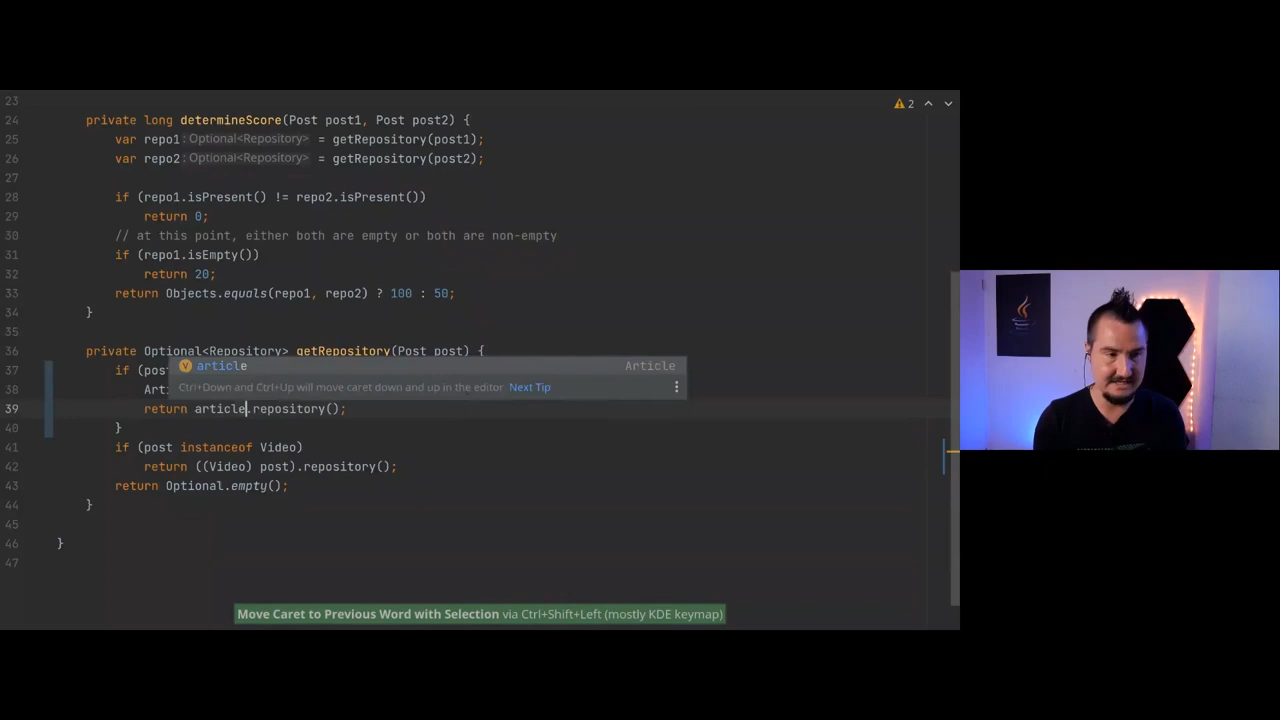 23
24 private long determineScore(Post post1, Post post2) {
25 var repo1 : Optional<Repository> = getRepository(post1);
26 var repo2 : Optional<Repository> = getRepository(post2);
27
28 if (repo1.isPresent() != repo2.isPresent())
29 return 0;
30 // at this point, either both are empty or both are non-empty
31 if (repo1.isEmpty())
32 return 20;
33 return Objects.equals(repo1, repo2) ? 100 : 50;
34 }
35
36 private Optional<Repository> getRepository(Post post) {
37 if (post
38 Arti
39 return article.repository();
40 }
41 if (post instanceof Video)
42 return ((Video) post).repository();
43 return Optional.empty();
44 }
45
46 }
47
2
v article Article
Ctrl+Down and Ctrl+Up will move caret down and up in the editor Next Tip
Move Caret to Previous Word with Selection via Ctrl+Shift+Left (mostly KDE keymap)